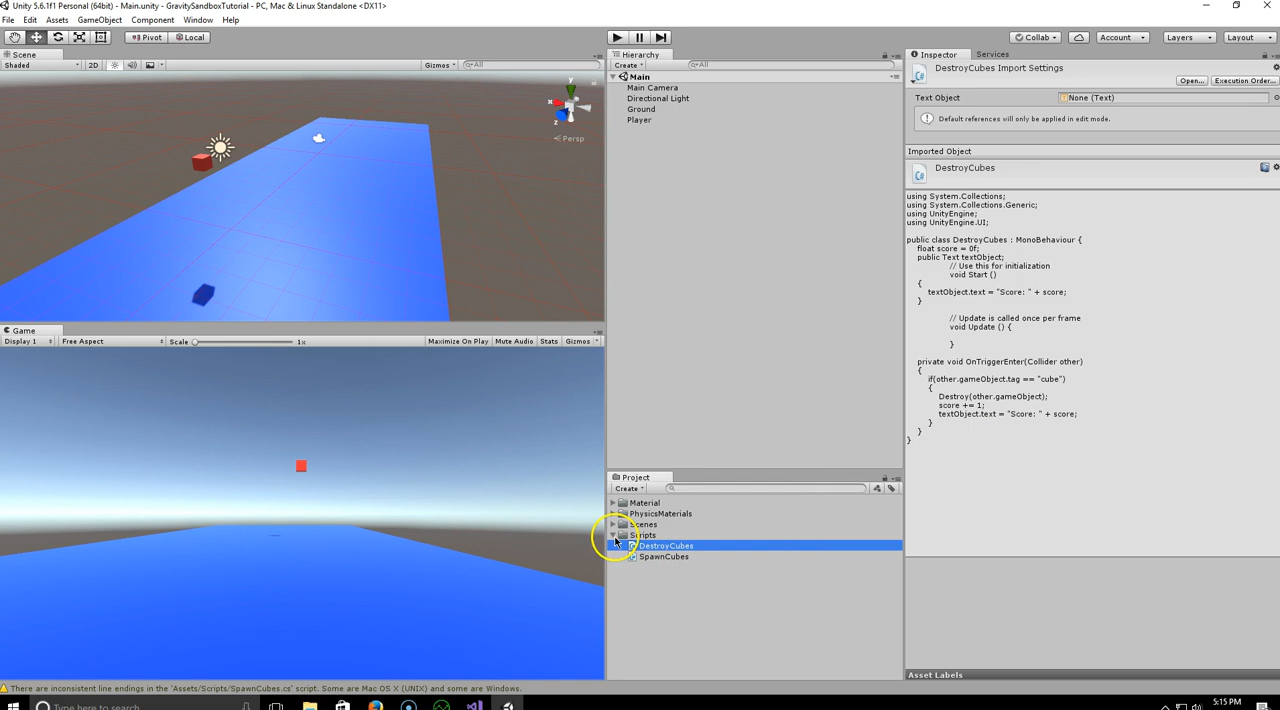 Unity 5.6.1f1 Personal (64bit) - Main.unity - GravitySandboxTutorial - PC, Mac & Linux Standalone <DX11>
File Edit Assets GameObject Component Window Help
Pivot Local Collab Account Layers Layout
Scene
Shaded 2D Gizmos All
y
x
z
Persp
Game
Display 1 Free Aspect Scale 1x Maximize On Play Mute Audio Stats Gizmos
Hierarchy
Create All
Main
Main Camera
Directional Light
Ground
Player
Project
Create
Material
PhysicsMaterials
Scenes
Scripts
DestroyCubes
SpawnCubes
Inspector Services
DestroyCubes Import Settings
Open... Execution Order...
Text Object None (Text)
Default references will only be applied in edit mode.
Imported Object
DestroyCubes
using System.Collections;
using System.Collections.Generic;
using UnityEngine;
using UnityEngine.UI;
public class DestroyCubes : MonoBehaviour {
float score = 0f;
public Text textObject;
// Use this for initialization
void Start ()
{
textObject.text = "Score: " + score;
}
// Update is called once per frame
void Update () {
}
private void OnTriggerEnter(Collider other)
{
if(other.gameObject.tag == "cube")
{
Destroy(other.gameObject);
score += 1;
textObject.text = "Score: " + score;
}
}
}
Asset Labels
There are inconsistent line endings in the 'Assets/Scripts/SpawnCubes.cs' script. Some are Mac OS X (UNIX) and some are Windows.
Type here to search
5:15 PM